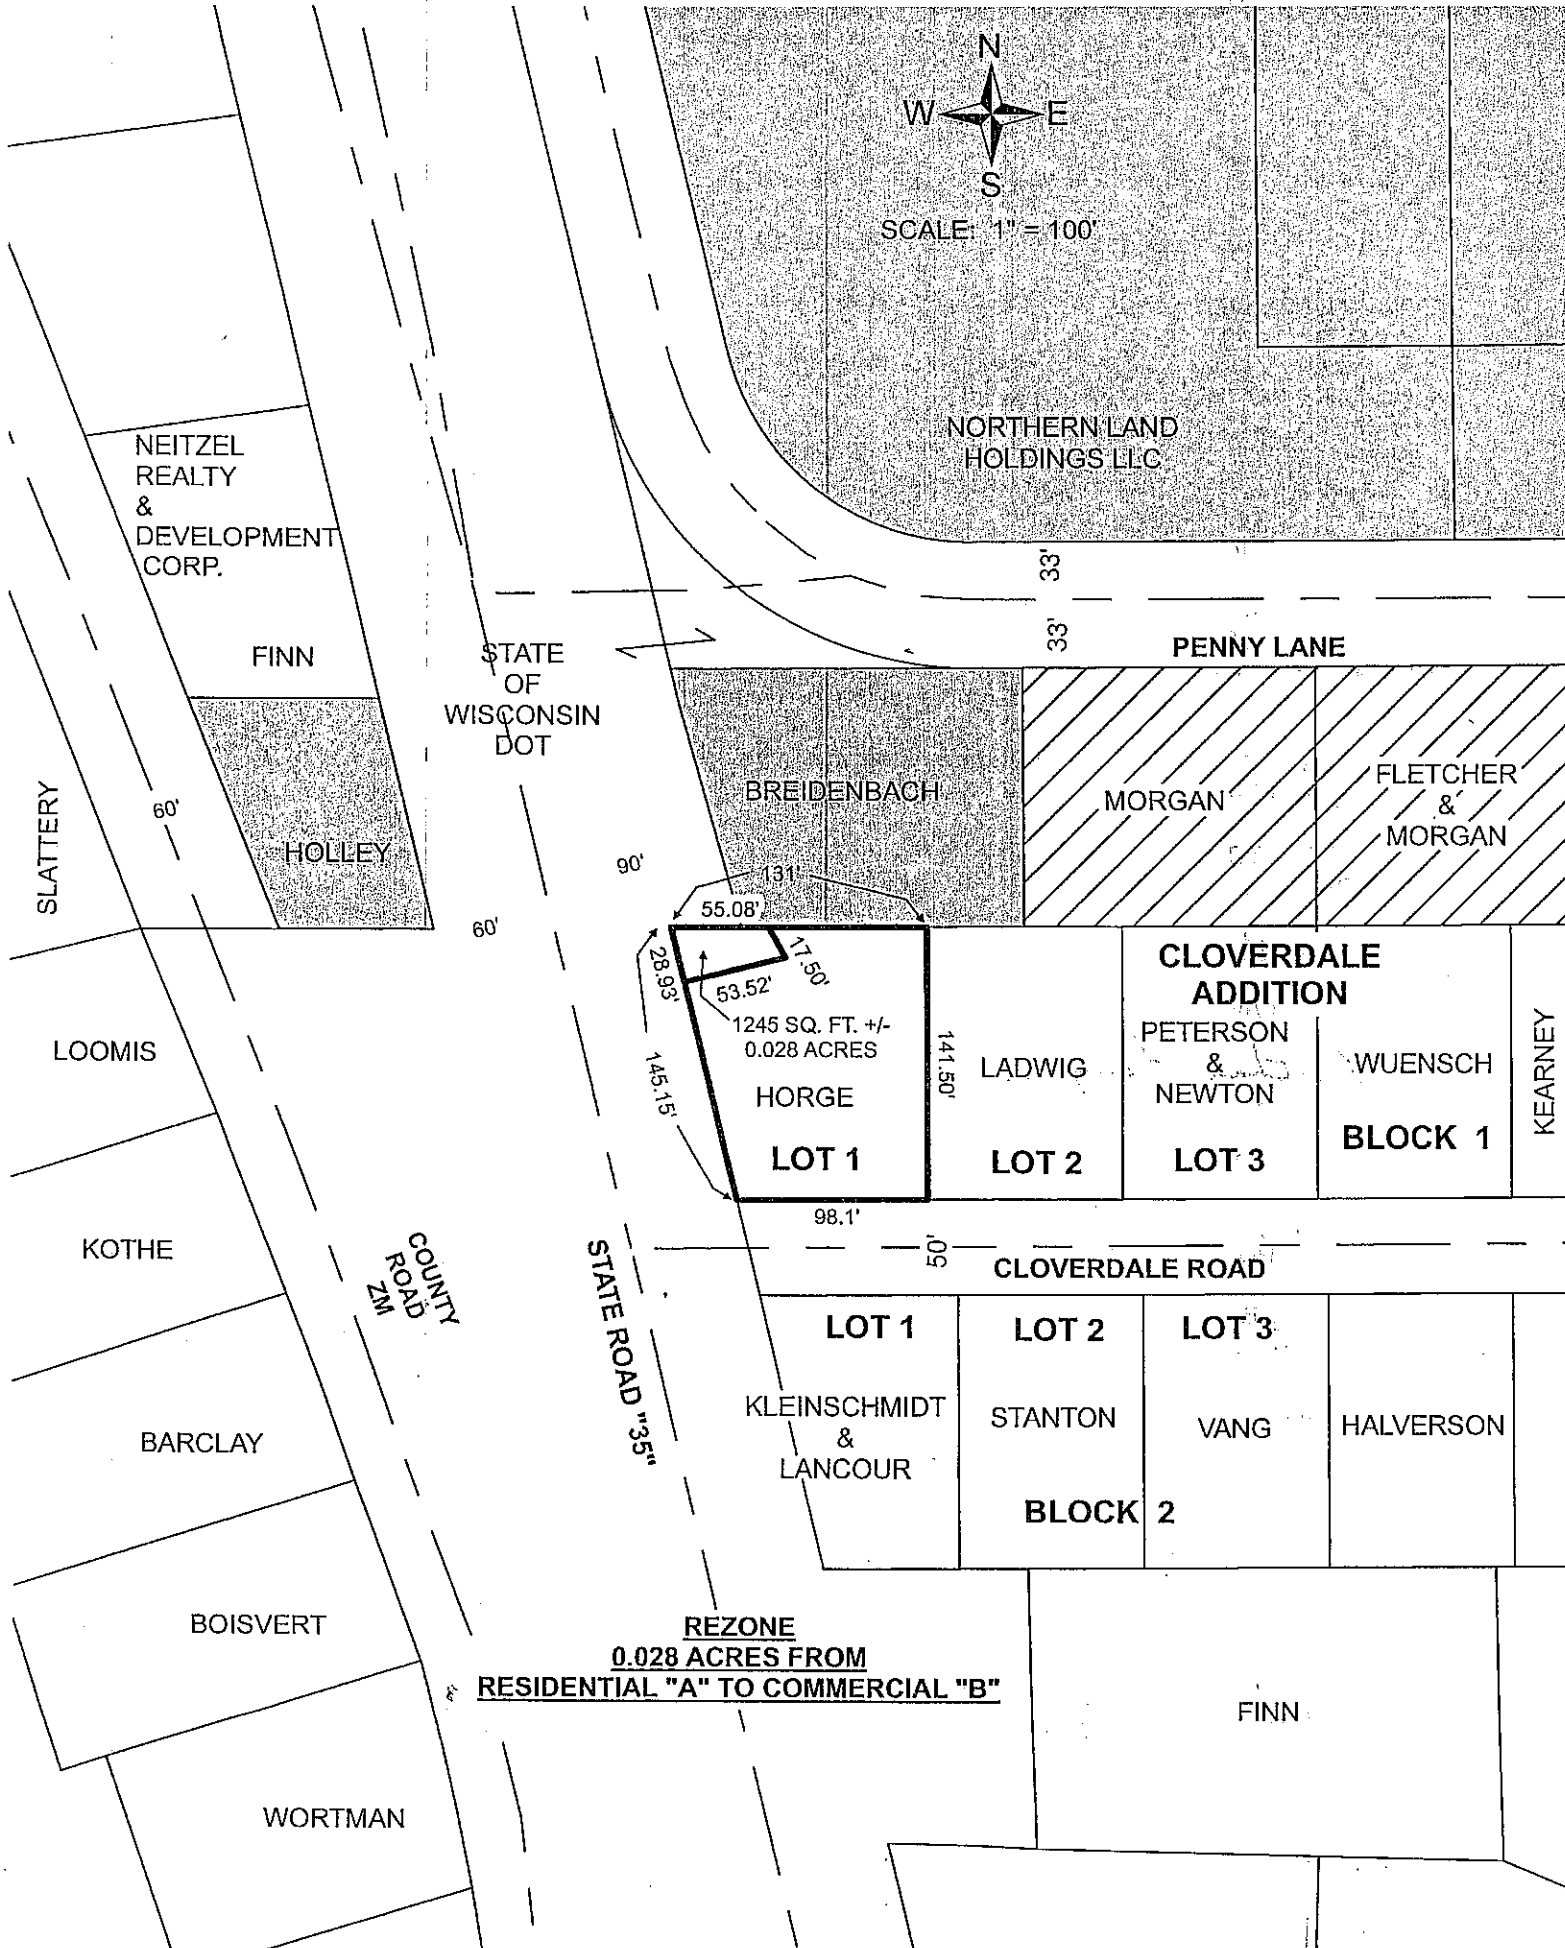 N
W E
S
SCALE: 1" = 100'
NORTHERN LAND
HOLDINGS LLC
NEITZEL
REALTY
&
DEVELOPMENT
CORP.
FINN
33'
33'
PENNY LANE
STATE
OF
WISCONSIN
DOT
SLATTERY
60'
HOLLEY
90'
60'
BREIDENBACH
MORGAN
FLETCHER
&
MORGAN
131'
55.08'
28.93'
17.50'
53.52'
1245 SQ. FT. +/-
0.028 ACRES
145.15'
141.50'
HORGE
LOT 1
98.1'
LADWIG
LOT 2
CLOVERDALE
ADDITION
PETERSON
&
NEWTON
LOT 3
WUENSCH
BLOCK 1
KEARNEY
LOOMIS
KOTHE
COUNTY
ROAD
ZM
STATE ROAD "35"
50'
CLOVERDALE ROAD
LOT 1
LOT 2
LOT 3
KLEINSCHMIDT
&
LANCOUR
STANTON
VANG
HALVERSON
BLOCK 2
BARCLAY
BOISVERT
WORTMAN
REZONE
0.028 ACRES FROM
RESIDENTIAL "A" TO COMMERCIAL "B"
FINN